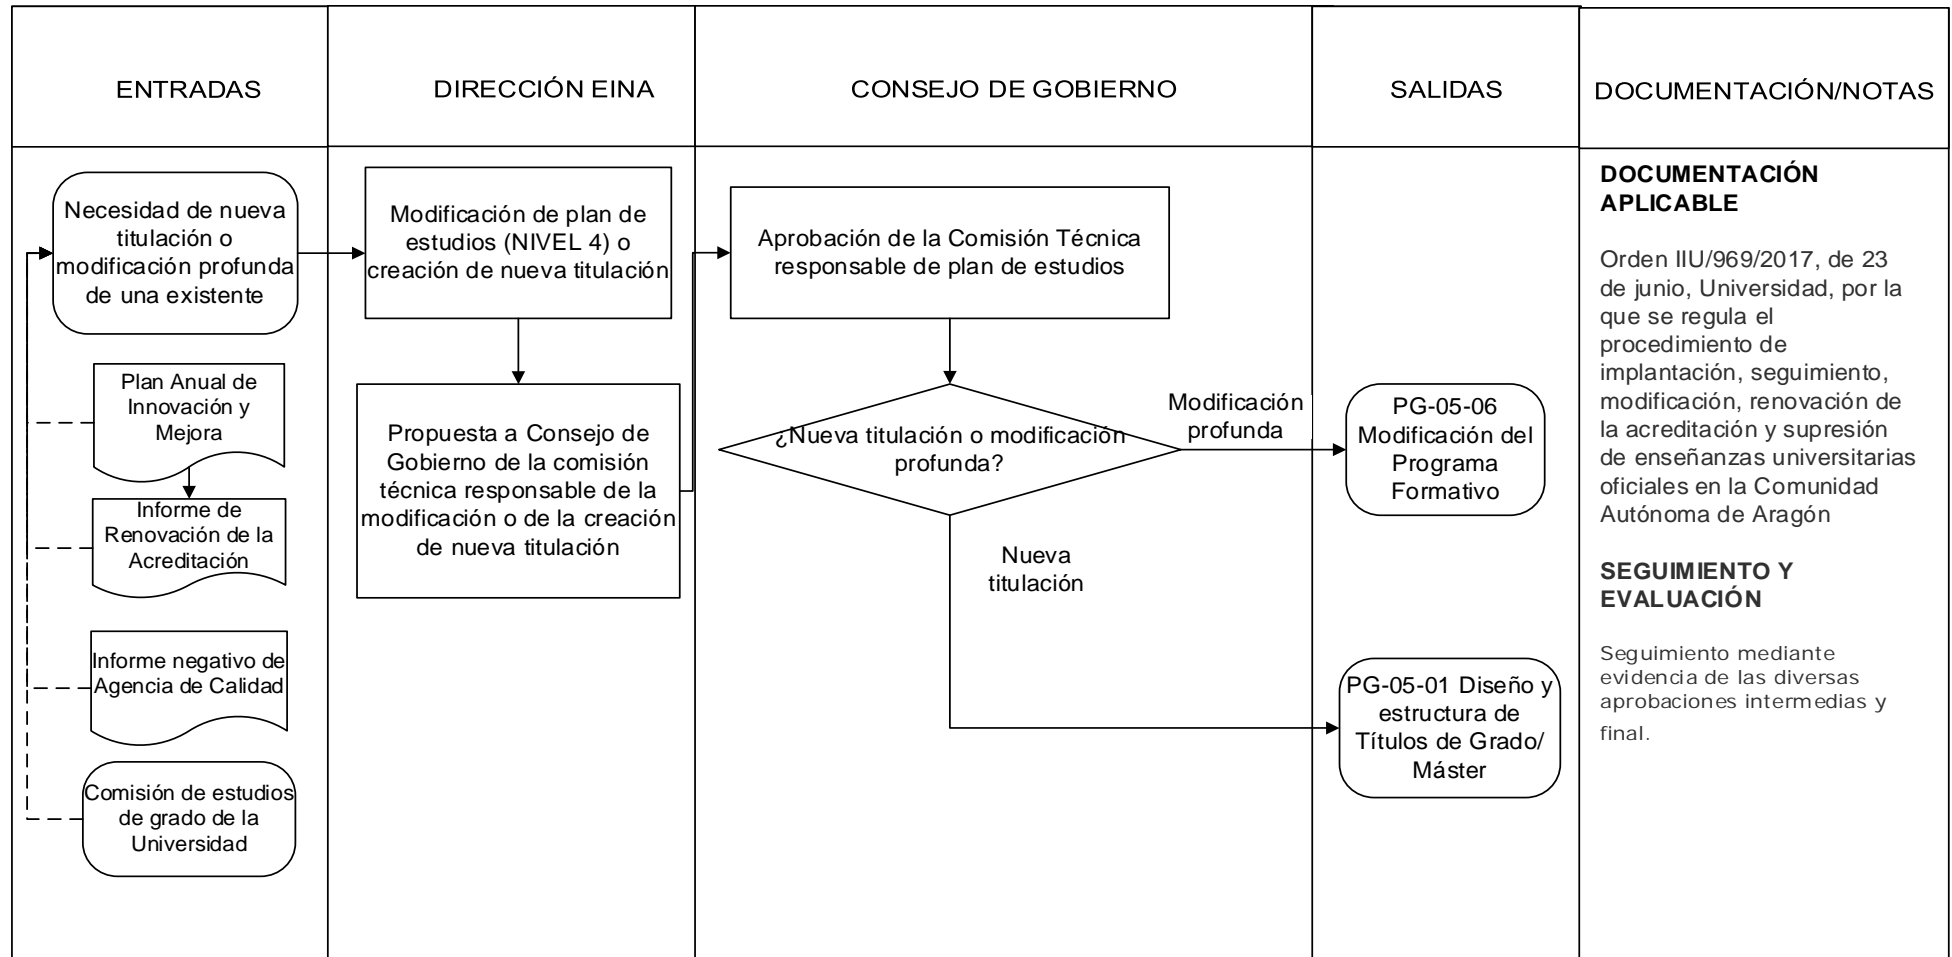 ENTRADAS
DIRECCIÓN EINA
CONSEJO DE GOBIERNO
SALIDAS
DOCUMENTACIÓN/NOTAS
Necesidad de nueva
titulación o
modificación profunda
de una existente
Plan Anual de
Innovación y
Mejora
Informe de
Renovación de la
Acreditación
Informe negativo de
Agencia de Calidad
Comisión de estudios
de grado de la
Universidad
Modificación de plan de
estudios (NIVEL 4) o
creación de nueva titulación
Propuesta a Consejo de
Gobierno de la comisión
técnica responsable de la
modificación o de la creación
de nueva titulación
Aprobación de la Comisión Técnica
responsable de plan de estudios
¿Nueva titulación o modificación
profunda?
Modificación
profunda
Nueva
titulación
PG-05-06
Modificación del
Programa
Formativo
PG-05-01 Diseño y
estructura de
Títulos de Grado/
Máster
DOCUMENTACIÓN
APLICABLE
Orden IIU/969/2017, de 23
de junio, Universidad, por la
que se regula el
procedimiento de
implantación, seguimiento,
modificación, renovación de
la acreditación y supresión
de enseñanzas universitarias
oficiales en la Comunidad
Autónoma de Aragón
SEGUIMIENTO Y
EVALUACIÓN
Seguimiento mediante
evidencia de las diversas
aprobaciones intermedias y
final.